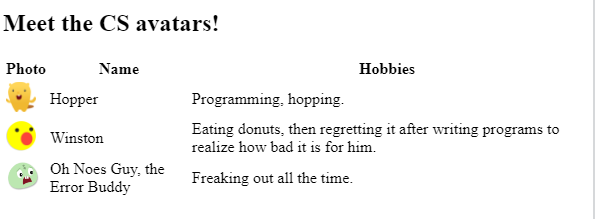 Meet the CS avatars!
Photo Name Hobbies
Hopper Programming, hopping.
Winston Eating donuts, then regretting it after writing programs to
realize how bad it is for him.
Oh Noes Guy, the
Error Buddy Freaking out all the time.